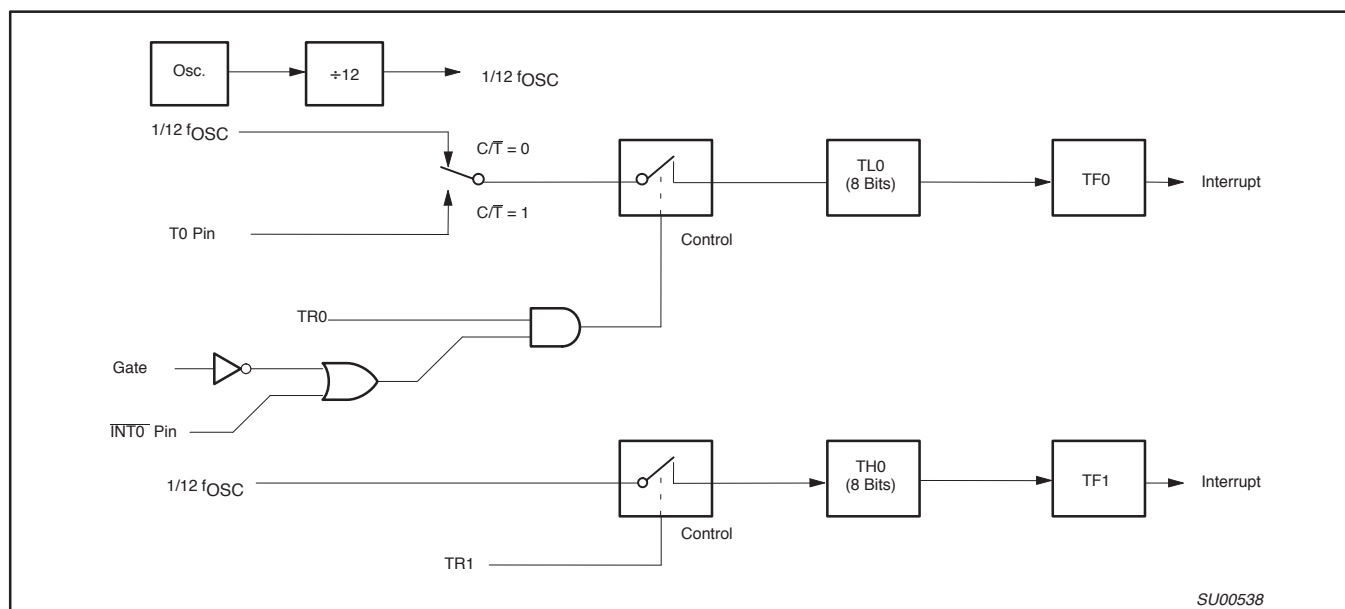 Osc.
÷12
1/12 fOSC
1/12 fOSC
C/T̅ = 0
C/T̅ = 1
T0 Pin
Control
TL0
(8 Bits)
TF0
Interrupt
TR0
Gate
I̅N̅T̅0̅ Pin
1/12 fOSC
Control
TR1
TH0
(8 Bits)
TF1
Interrupt
SU00538